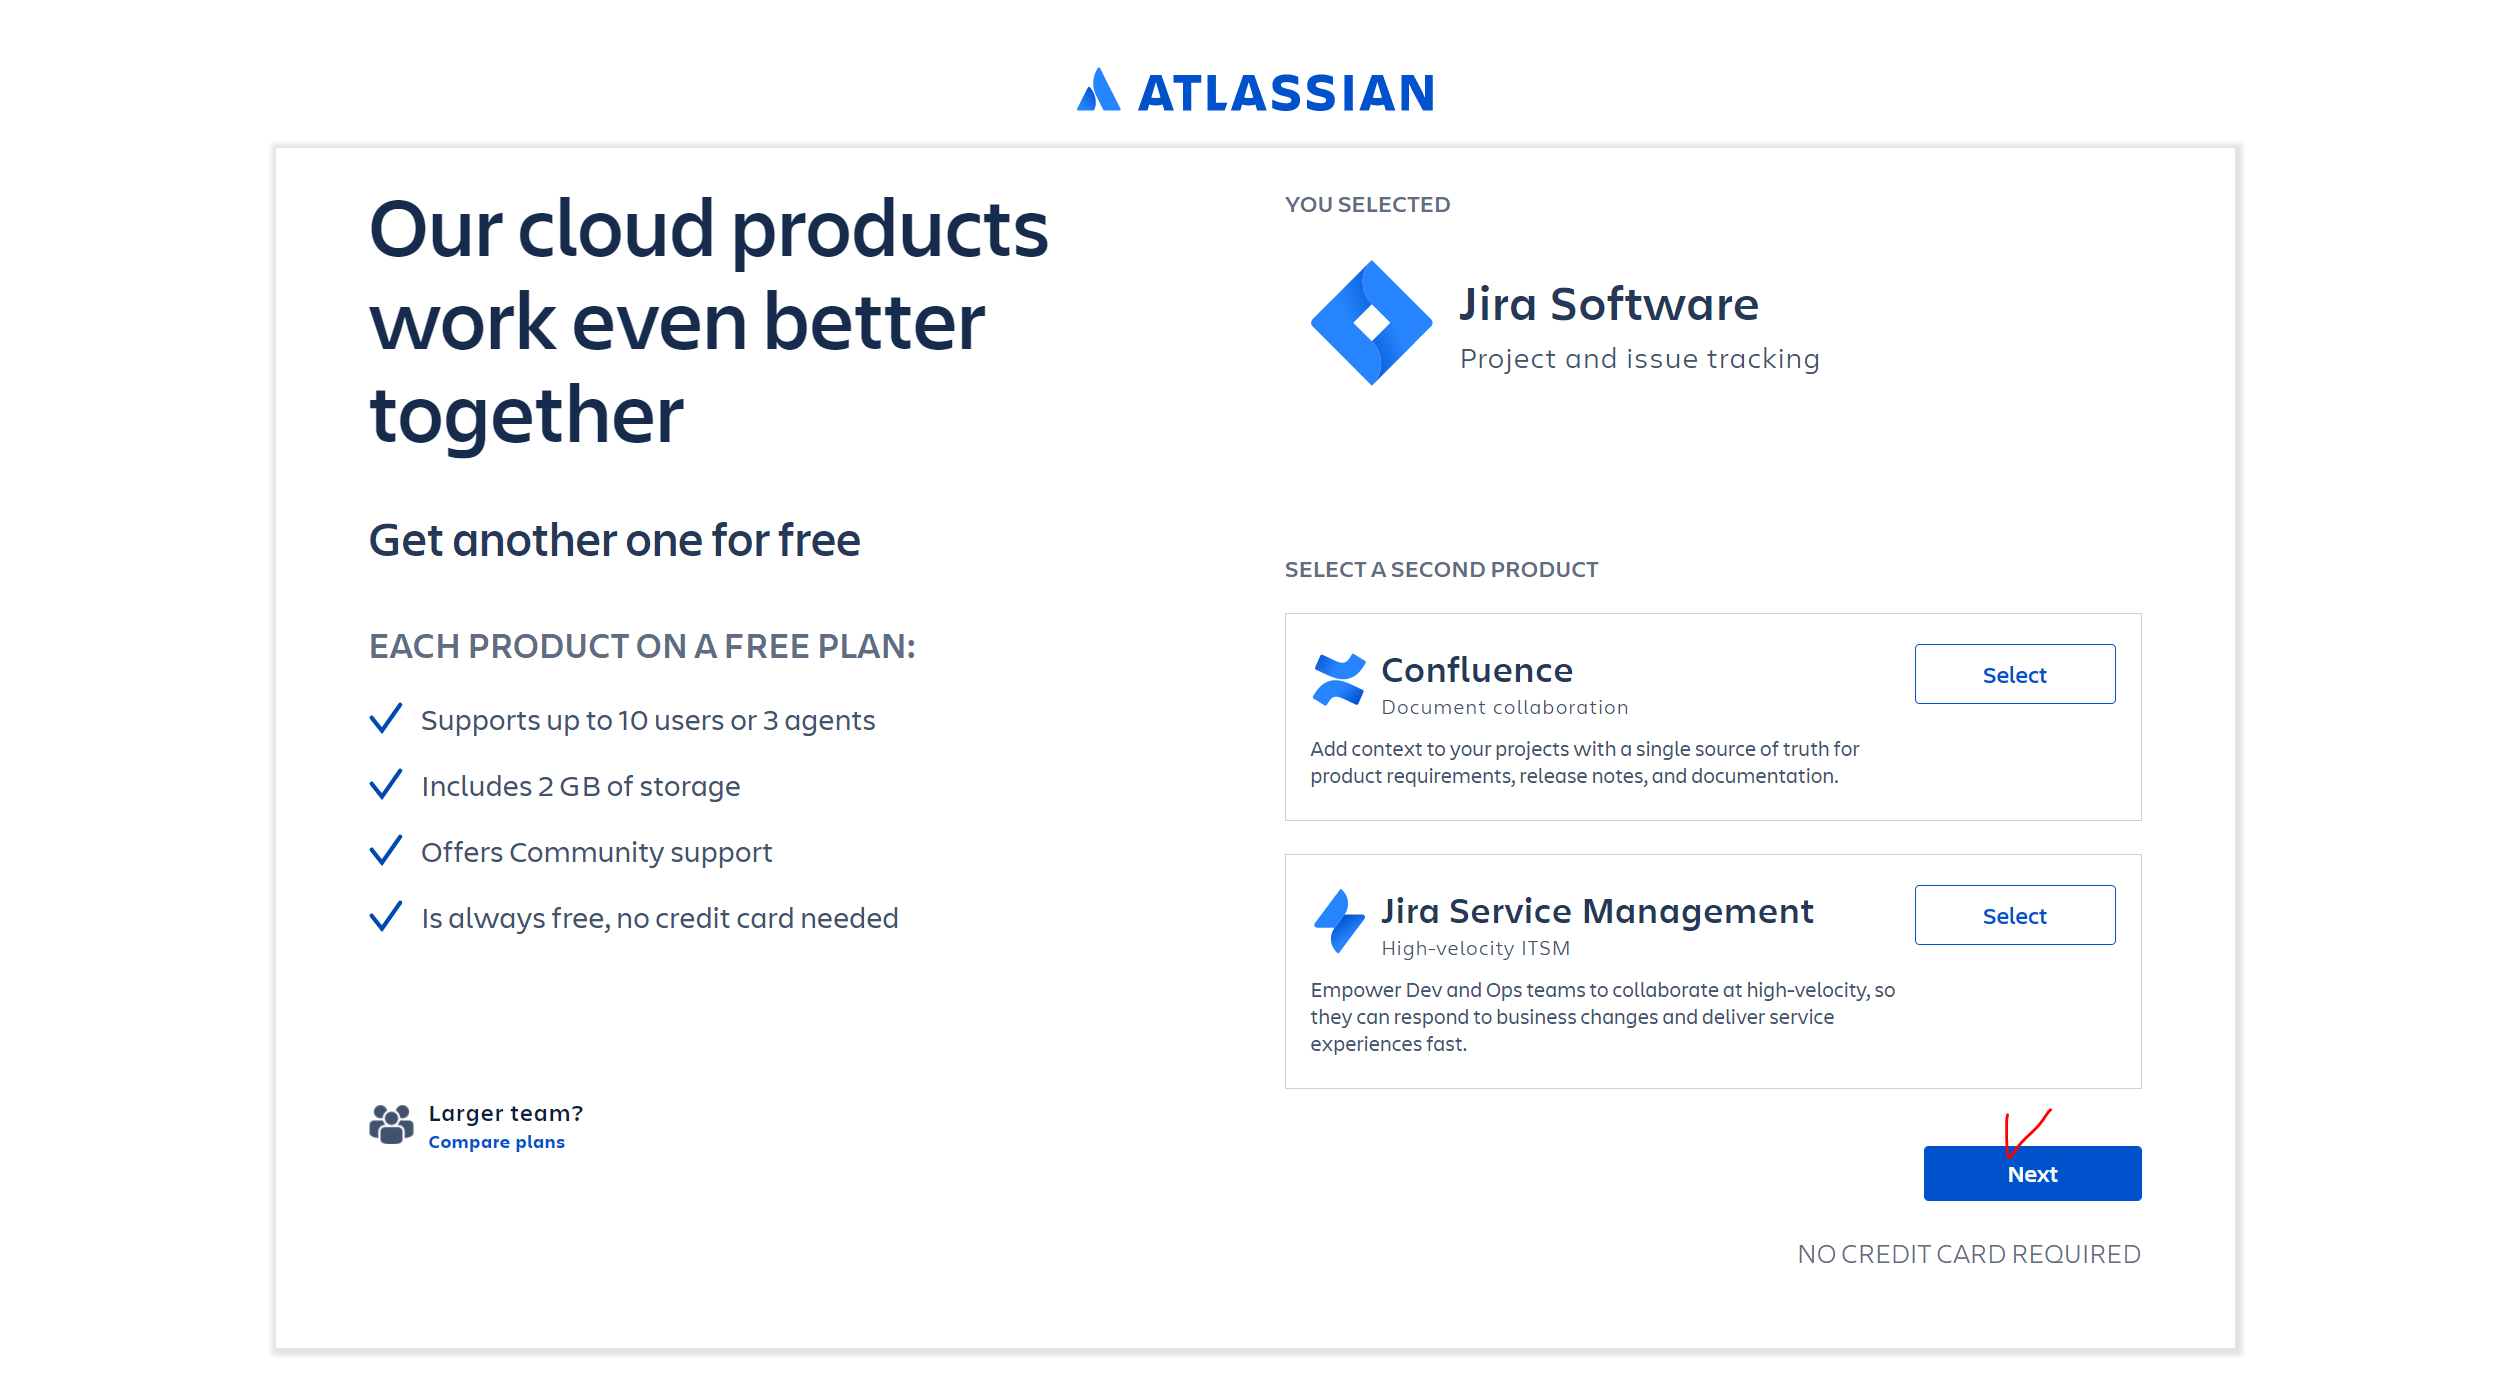 ATLASSIAN
Our cloud products
work even better
together
Get another one for free
EACH PRODUCT ON A FREE PLAN:
Supports up to 10 users or 3 agents
Includes 2 GB of storage
Offers Community support
Is always free, no credit card needed
Larger team?
Compare plans
YOU SELECTED
Jira Software
Project and issue tracking
SELECT A SECOND PRODUCT
Confluence
Document collaboration
Select
Add context to your projects with a single source of truth for
product requirements, release notes, and documentation.
Jira Service Management
High-velocity ITSM
Select
Empower Dev and Ops teams to collaborate at high-velocity, so
they can respond to business changes and deliver service
experiences fast.
Next
NO CREDIT CARD REQUIRED